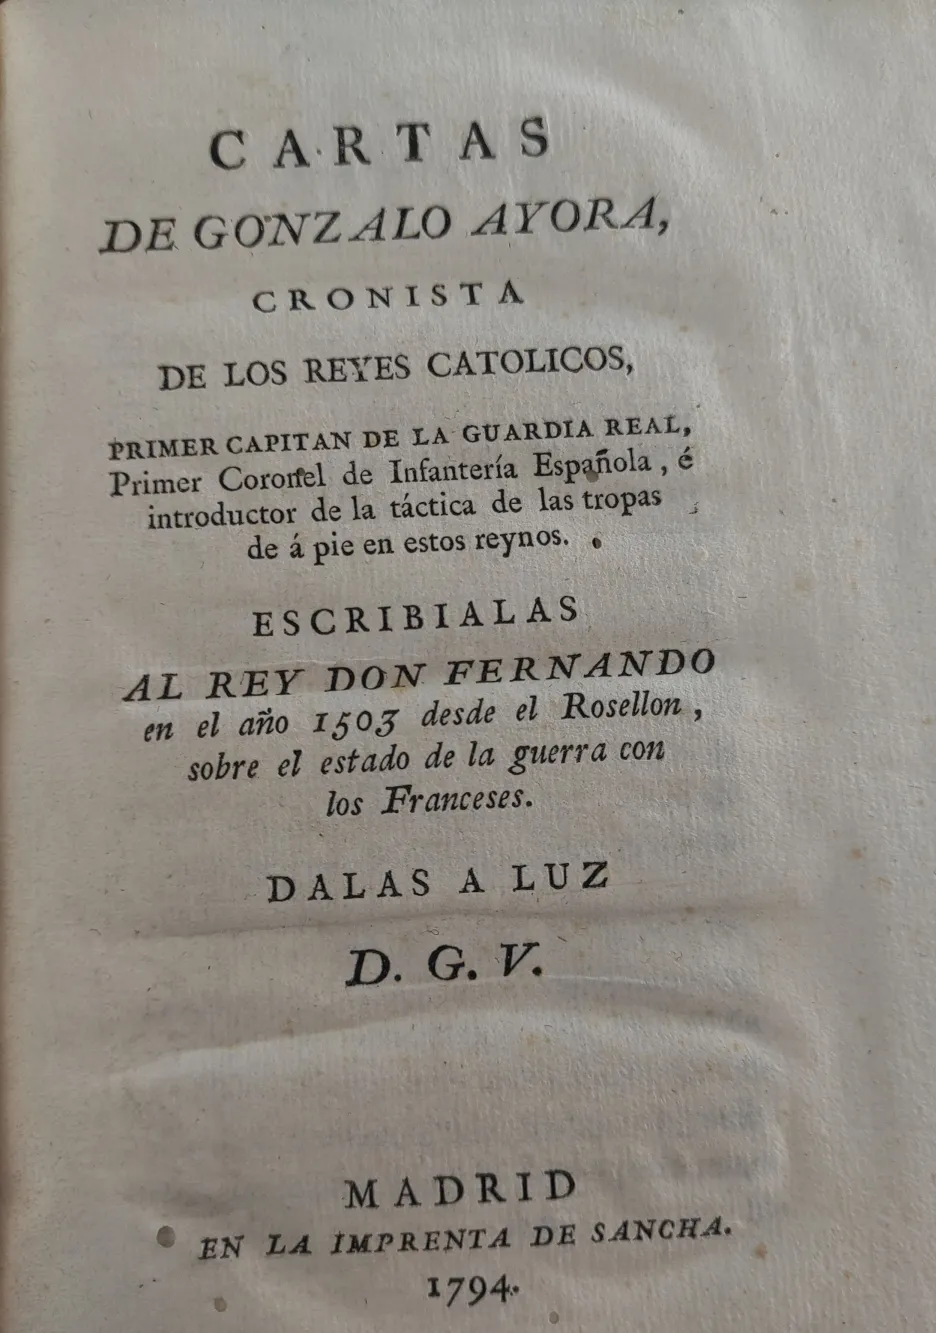 CARTAS
DE GONZALO AYORA,
CRONISTA
DE LOS REYES CATOLICOS,
PRIMER CAPITAN DE LA GUARDIA REAL,
Primer Coronel de Infantería Española, é
introductor de la táctica de las tropas
de á pie en estos reynos.
ESCRIBIALAS
AL REY DON FERNANDO
en el año 1503 desde el Rosellon,
sobre el estado de la guerra con
los Franceses.
DALAS A LUZ
D. G. V.
MADRID
EN LA IMPRENTA DE SANCHA.
1794.